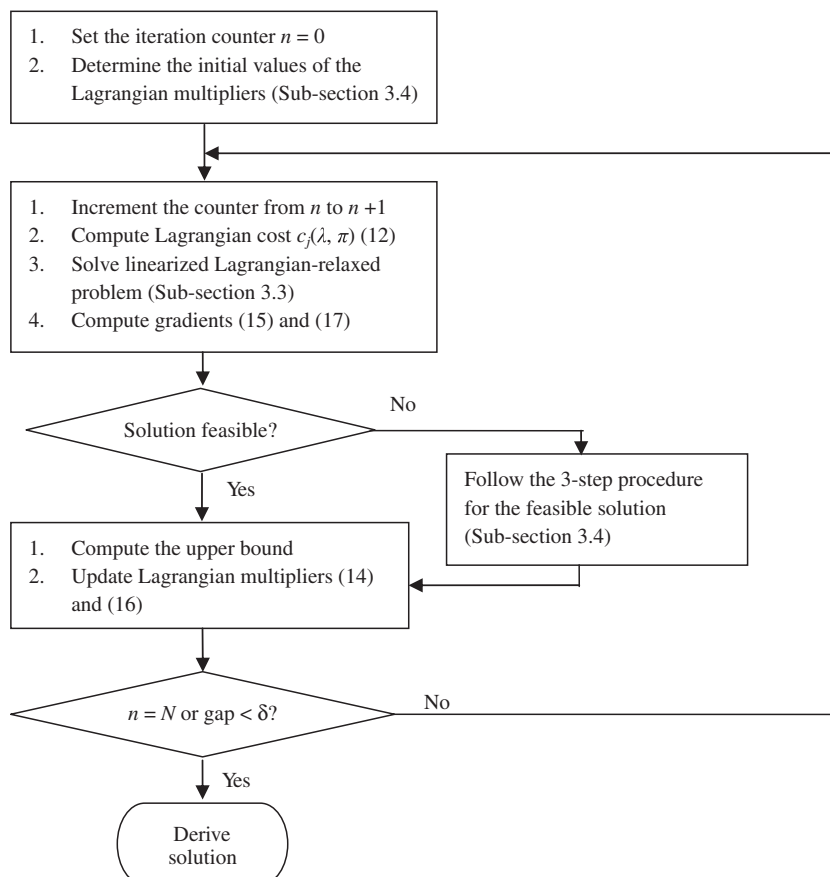 1. Set the iteration counter n = 0
2. Determine the initial values of the
Lagrangian multipliers (Sub-section 3.4)
1. Increment the counter from n to n +1
2. Compute Lagrangian cost cj(λ, π) (12)
3. Solve linearized Lagrangian-relaxed
problem (Sub-section 3.3)
4. Compute gradients (15) and (17)
Solution feasible?
No
Yes
Follow the 3-step procedure
for the feasible solution
(Sub-section 3.4)
1. Compute the upper bound
2. Update Lagrangian multipliers (14)
and (16)
n = N or gap < δ?
No
Yes
Derive
solution